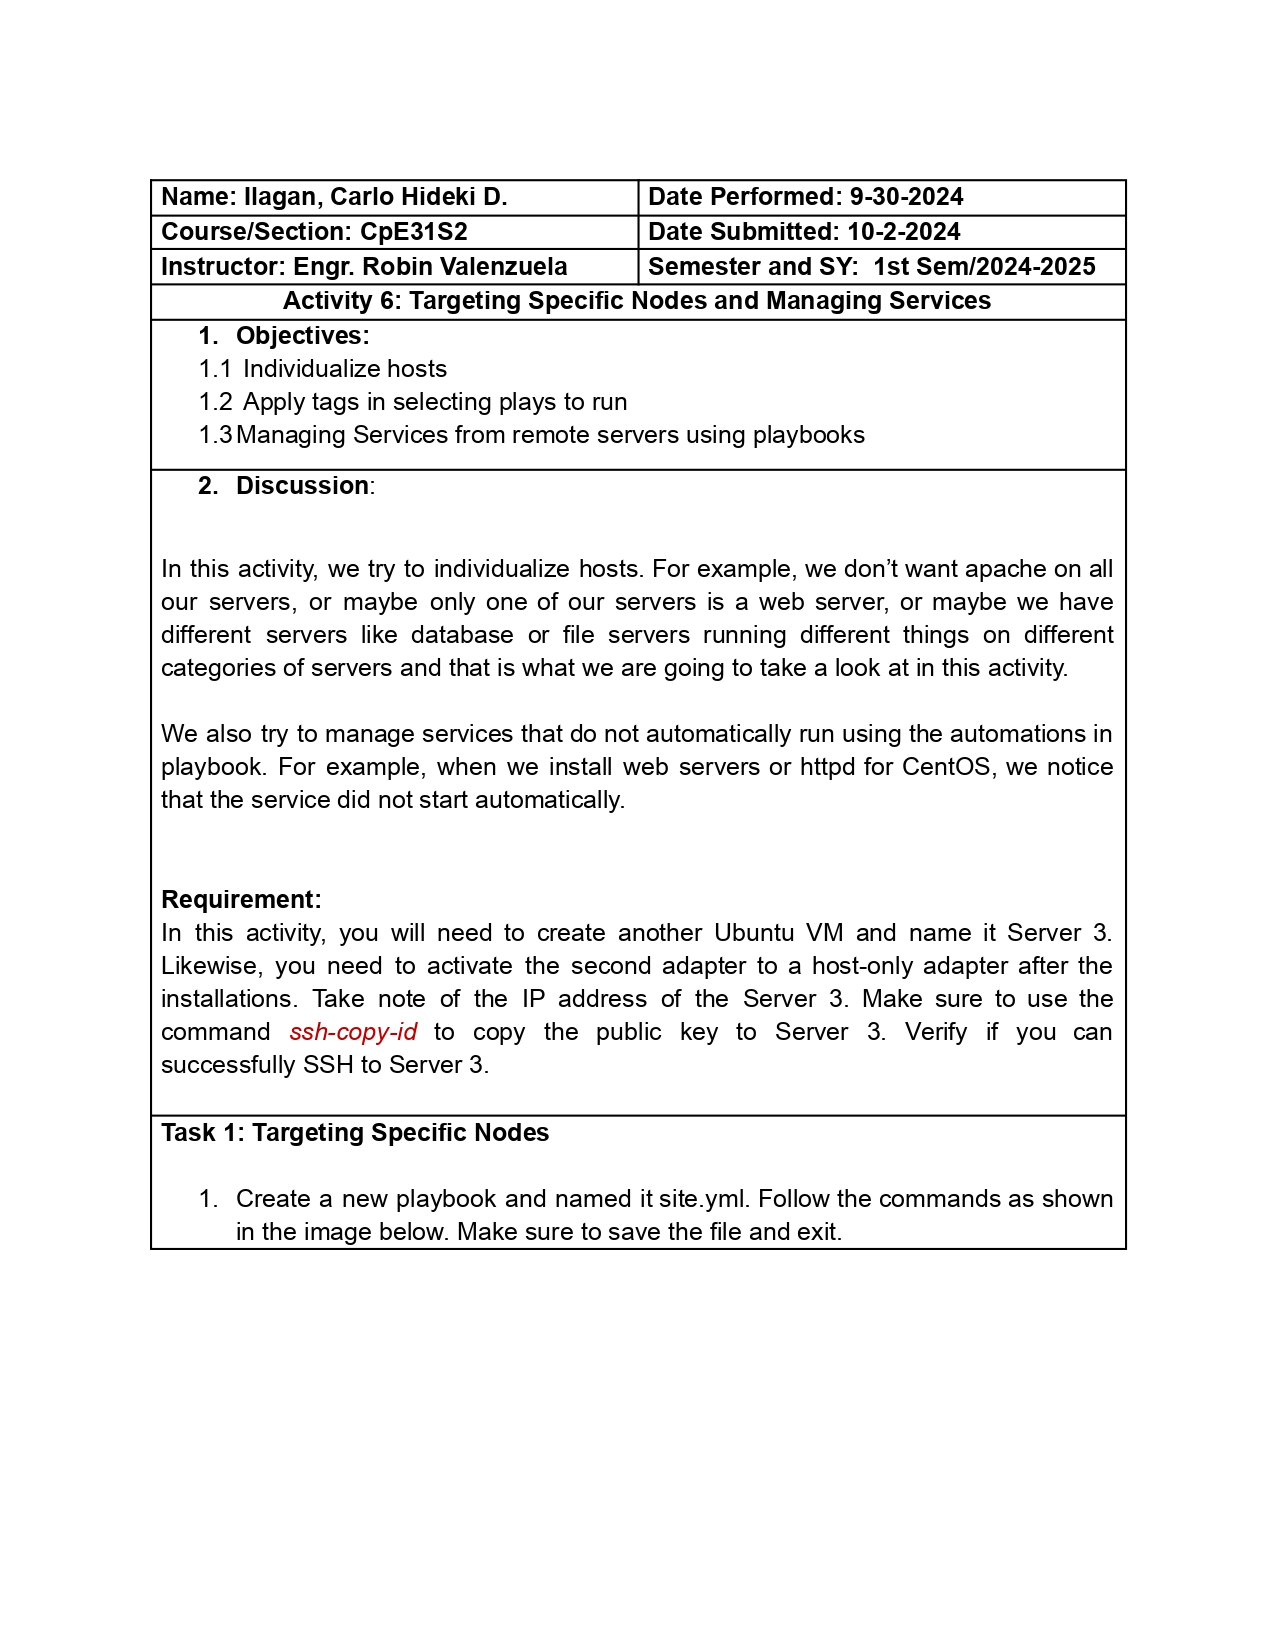 Name: Ilagan, Carlo Hideki D.
Date Performed: 9-30-2024
Course/Section: CpE31S2
Date Submitted: 10-2-2024
Instructor: Engr. Robin Valenzuela
Semester and SY:  1st Sem/2024-2025
Activity 6: Targeting Specific Nodes and Managing Services
1. Objectives:
1.1 Individualize hosts
1.2 Apply tags in selecting plays to run
1.3 Managing Services from remote servers using playbooks
2. Discussion:
In this activity, we try to individualize hosts. For example, we don’t want apache on all
our servers, or maybe only one of our servers is a web server, or maybe we have
different servers like database or file servers running different things on different
categories of servers and that is what we are going to take a look at in this activity.
We also try to manage services that do not automatically run using the automations in
playbook. For example, when we install web servers or httpd for CentOS, we notice
that the service did not start automatically.
Requirement:
In this activity, you will need to create another Ubuntu VM and name it Server 3.
Likewise, you need to activate the second adapter to a host-only adapter after the
installations. Take note of the IP address of the Server 3. Make sure to use the
command ssh-copy-id to copy the public key to Server 3. Verify if you can
successfully SSH to Server 3.
Task 1: Targeting Specific Nodes
1. Create a new playbook and named it site.yml. Follow the commands as shown
in the image below. Make sure to save the file and exit.